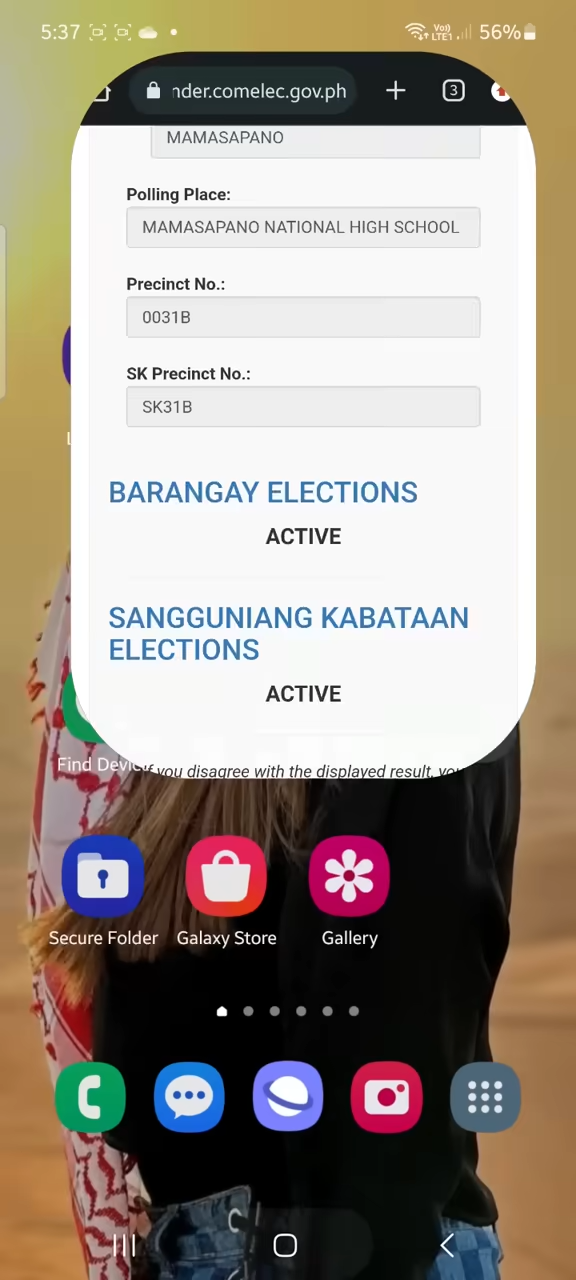 5:37
Vo))
LTE1
56%
nder.comelec.gov.ph
3
MAMASAPANO
Polling Place:
MAMASAPANO NATIONAL HIGH SCHOOL
Precinct No.:
0031B
SK Precinct No.:
SK31B
BARANGAY ELECTIONS
ACTIVE
SANGGUNIANG KABATAAN
ELECTIONS
ACTIVE
If you disagree with the displayed result, you
Find Devic
Secure Folder
Galaxy Store
Gallery